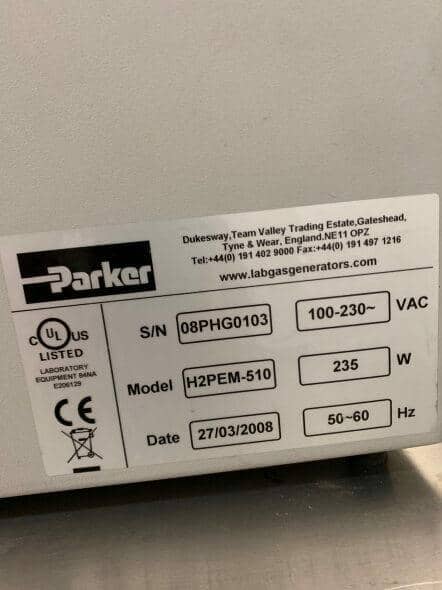 Parker
Dukesway,Team Valley Trading Estate,Gateshead,
Tyne & Wear, England.NE11 OPZ
Tel:+44(0) 191 402 9000 Fax:+44(0) 191 497 1216
www.labgasgenerators.com
C UL US
LISTED
LABORATORY
EQUIPMENT 94NA
E206129
CE
S/N 08PHG0103 100-230~ VAC
Model H2PEM-510 235 W
Date 27/03/2008 50~60 Hz